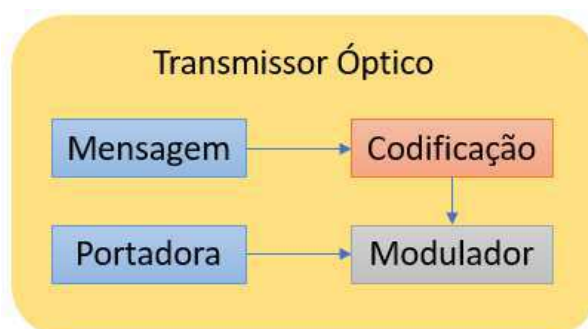 Transmissor Óptico
Mensagem
Codificação
Portadora
Modulador